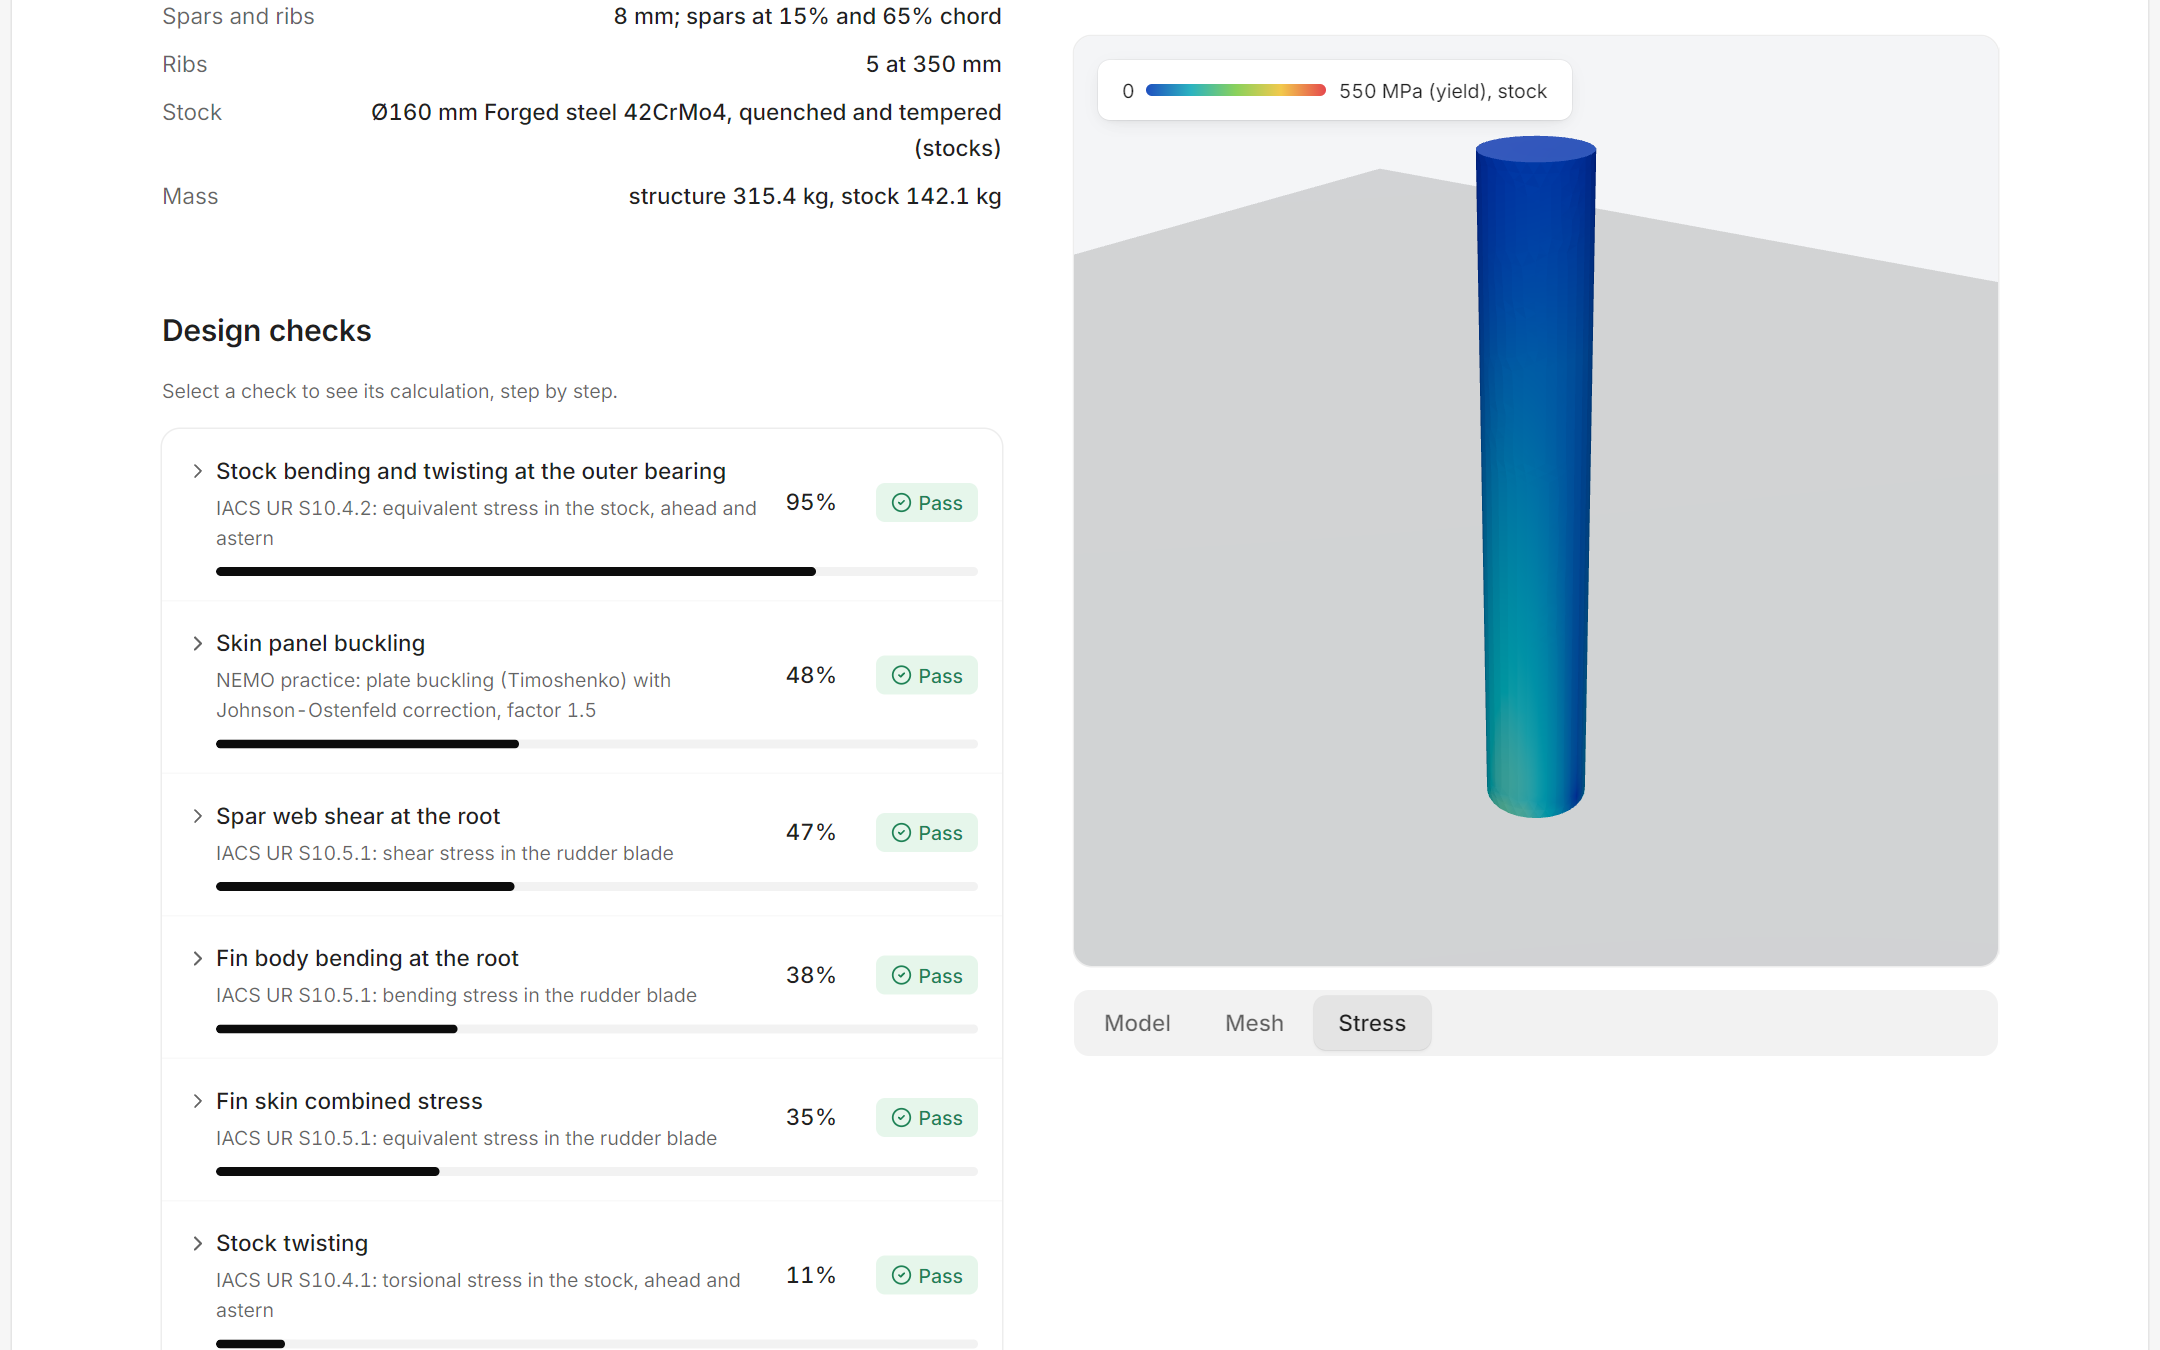 Spars and ribs
8 mm; spars at 15% and 65% chord
Ribs
5 at 350 mm
Stock
Ø160 mm Forged steel 42CrMo4, quenched and tempered
(stocks)
Mass
structure 315.4 kg, stock 142.1 kg
Design checks
Select a check to see its calculation, step by step.
Stock bending and twisting at the outer bearing
IACS UR S10.4.2: equivalent stress in the stock, ahead and
astern
95%
Pass
Skin panel buckling
NEMO practice: plate buckling (Timoshenko) with
Johnson-Ostenfeld correction, factor 1.5
48%
Pass
Spar web shear at the root
IACS UR S10.5.1: shear stress in the rudder blade
47%
Pass
Fin body bending at the root
IACS UR S10.5.1: bending stress in the rudder blade
38%
Pass
Fin skin combined stress
IACS UR S10.5.1: equivalent stress in the rudder blade
35%
Pass
Stock twisting
IACS UR S10.4.1: torsional stress in the stock, ahead and
astern
11%
Pass
0
550 MPa (yield), stock
Model
Mesh
Stress